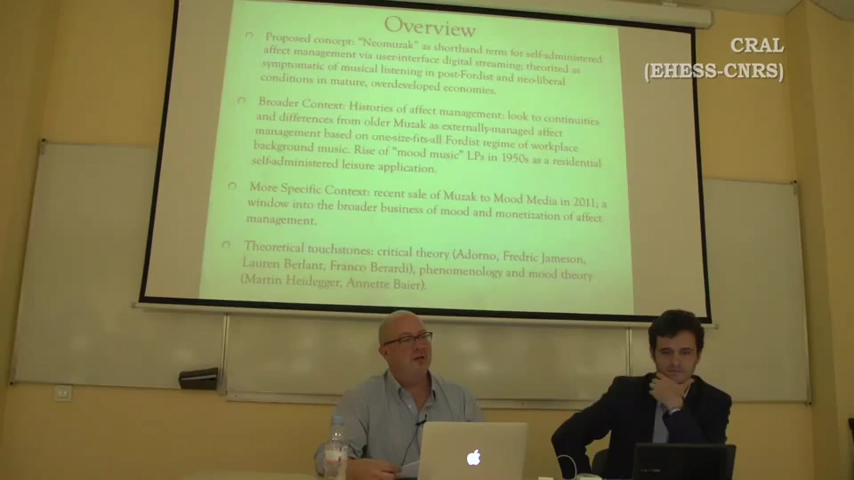 Overview
Proposed concept: "Neomuzak" as shorthand term for self-administered
affect management via user-interface digital streaming; theorized as
symptomatic of musical listening in post-Fordist and neo-liberal
conditions in mature, overdeveloped economies.
Broader Context: Histories of affect management: look to continuities
and differences from older Muzak as externally-managed affect
management based on one-size-fits-all Fordist regime of workplace
background music. Rise of "mood music" LPs in 1950s as a residential
self-administered leisure application.
More Specific Context: recent sale of Muzak to Mood Media in 2011; a
window into the broader business of mood and monetization of affect
management.
Theoretical touchstones: critical theory (Adorno, Fredric Jameson,
Lauren Berlant, Franco Berardi), phenomenology and mood theory
(Martin Heidegger, Annette Baier).
CRAL
(EHESS-CNRS)